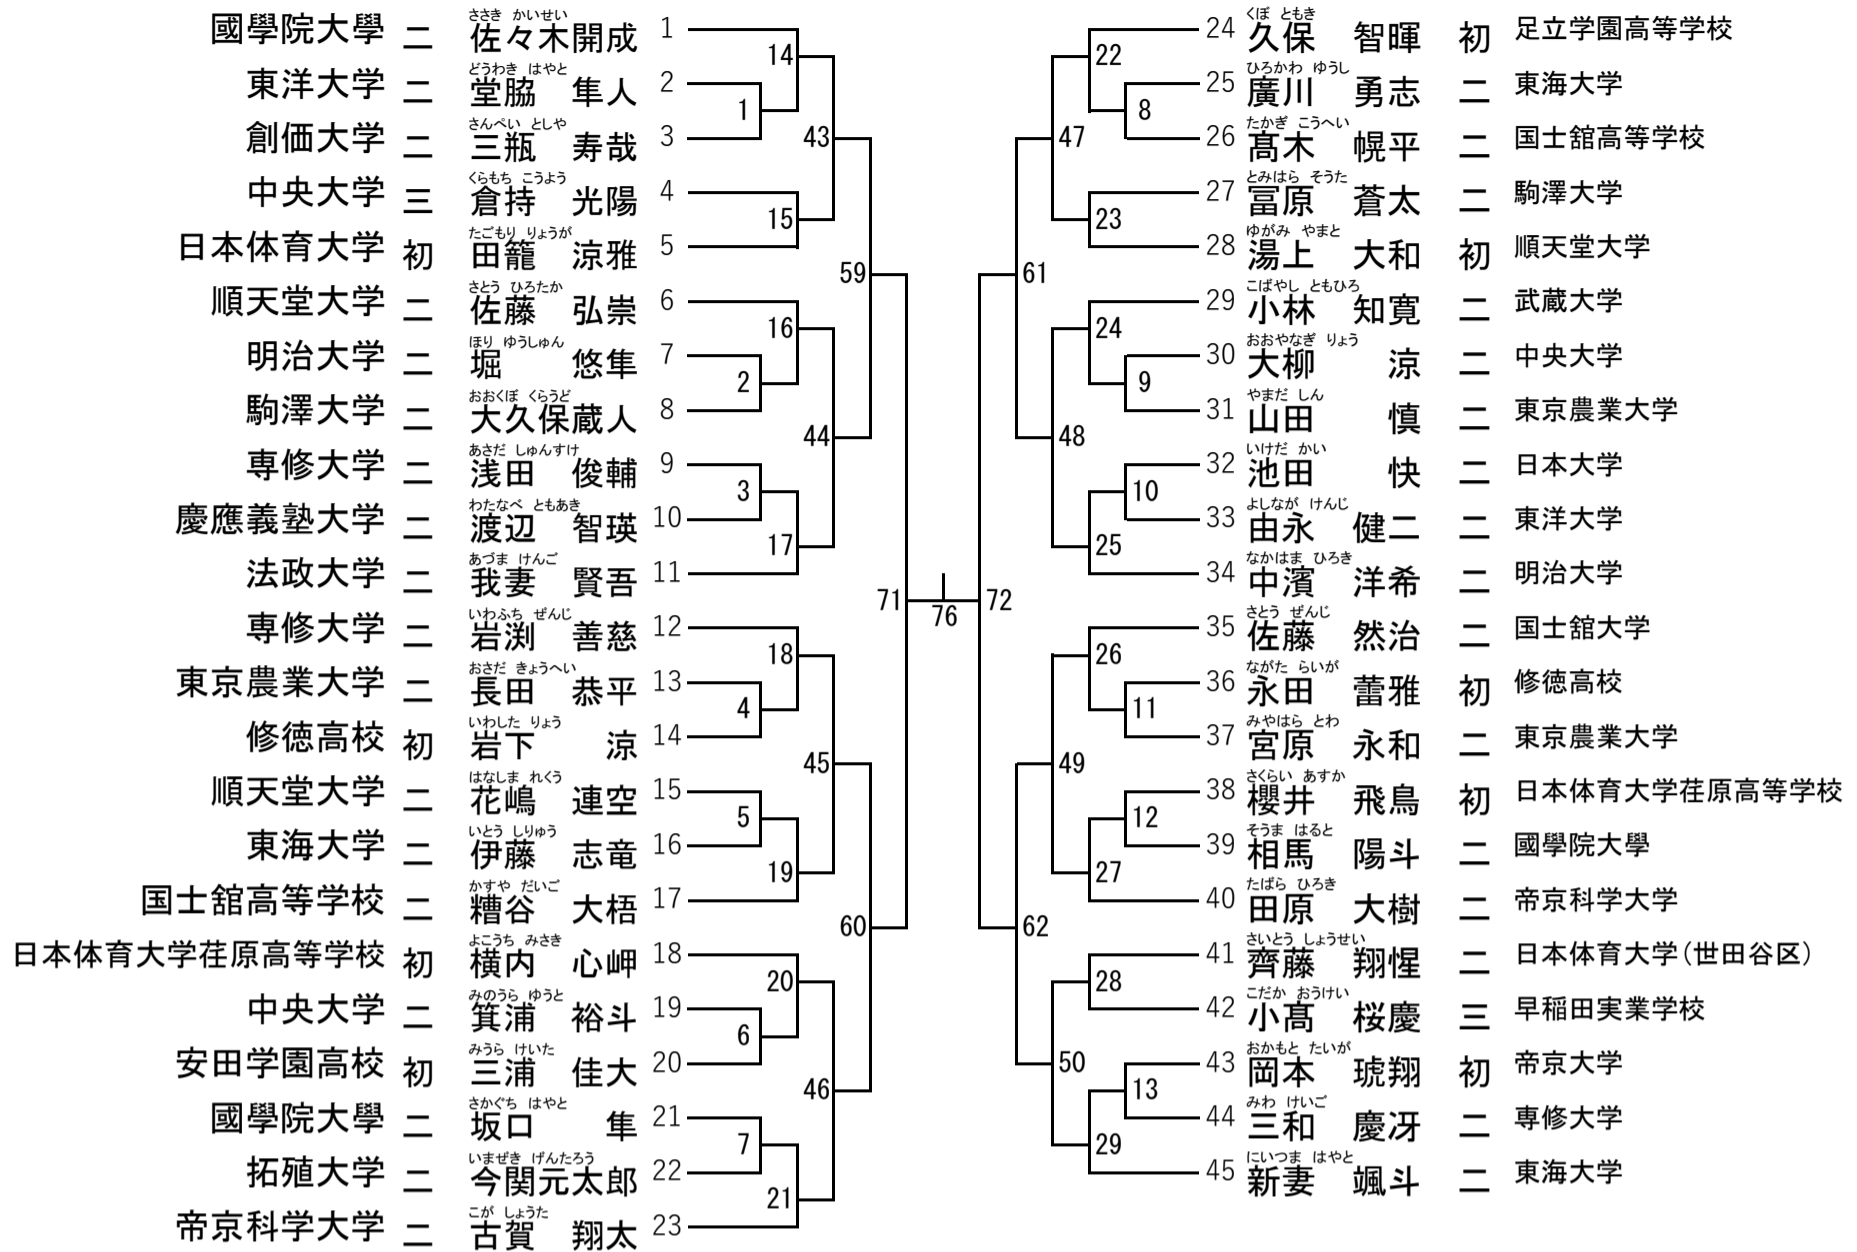 ささき かいせい
國學院大學 二 佐々木開成 1
どうわき はやと
東洋大学 二 堂脇 隼人 2
さんぺい としや
創価大学 二 三瓶 寿哉 3
くらもち こうよう
中央大学 三 倉持 光陽 4
たごもり りょうが
日本体育大学 初 田籠 涼雅 5
さとう ひろたか
順天堂大学 二 佐藤 弘崇 6
ほり ゆうしゅん
明治大学 二 堀 悠隼 7
おおくぼ くらうど
駒澤大学 二 大久保蔵人 8
あさだ しゅんすけ
専修大学 二 浅田 俊輔 9
わたなべ ともあき
慶應義塾大学 二 渡辺 智瑛 10
あづま けんご
法政大学 二 我妻 賢吾 11
いわふち ぜんじ
専修大学 二 岩渕 善慈 12
おさだ きょうへい
東京農業大学 二 長田 恭平 13
いわした りょう
修徳高校 初 岩下 涼 14
はなしま れくう
順天堂大学 二 花嶋 連空 15
いとう しりゅう
東海大学 二 伊藤 志竜 16
かすや だいご
国士舘高等学校 二 糟谷 大梧 17
よこうち みさき
日本体育大学荏原高等学校 初 横内 心岬 18
みのうら ゆうと
中央大学 二 箕浦 裕斗 19
みうら けいた
安田学園高校 初 三浦 佳大 20
さかぐち はやと
國學院大學 二 坂口 隼 21
いまぜき げんたろう
拓殖大学 二 今関元太郎 22
こが しょうた
帝京科学大学 二 古賀 翔太 23
14
1
43
15
59
16
2
44
3
17
71
18
4
45
5
19
60
20
6
46
7
21
76
72
22
8
47
23
61
24
9
48
10
25
26
11
49
12
27
62
28
50
13
29
くぼ ともき
24 久保 智暉 初 足立学園高等学校
ひろかわ ゆうし
25 廣川 勇志 二 東海大学
たかぎ こうへい
26 髙木 幌平 二 国士舘高等学校
とみはら そうた
27 冨原 蒼太 二 駒澤大学
ゆがみ やまと
28 湯上 大和 初 順天堂大学
こばやし ともひろ
29 小林 知寛 二 武蔵大学
おおやなぎ りょう
30 大柳 涼 二 中央大学
やまだ しん
31 山田 慎 二 東京農業大学
いけだ かい
32 池田 快 二 日本大学
よしなが けんじ
33 由永 健二 二 東洋大学
なかはま ひろき
34 中濱 洋希 二 明治大学
さとう ぜんじ
35 佐藤 然治 二 国士舘大学
ながた らいが
36 永田 蕾雅 初 修徳高校
みやはら とわ
37 宮原 永和 二 東京農業大学
さくらい あすか
38 櫻井 飛鳥 初 日本体育大学荏原高等学校
そうま はると
39 相馬 陽斗 二 國學院大學
たばら ひろき
40 田原 大樹 二 帝京科学大学
さいとう しょうせい
41 齊藤 翔惺 二 日本体育大学（世田谷区）
こだか おうけい
42 小髙 桜慶 三 早稲田実業学校
おかもと たいが
43 岡本 琥翔 初 帝京大学
みわ けいご
44 三和 慶冴 二 専修大学
にいつま はやと
45 新妻 颯斗 二 東海大学